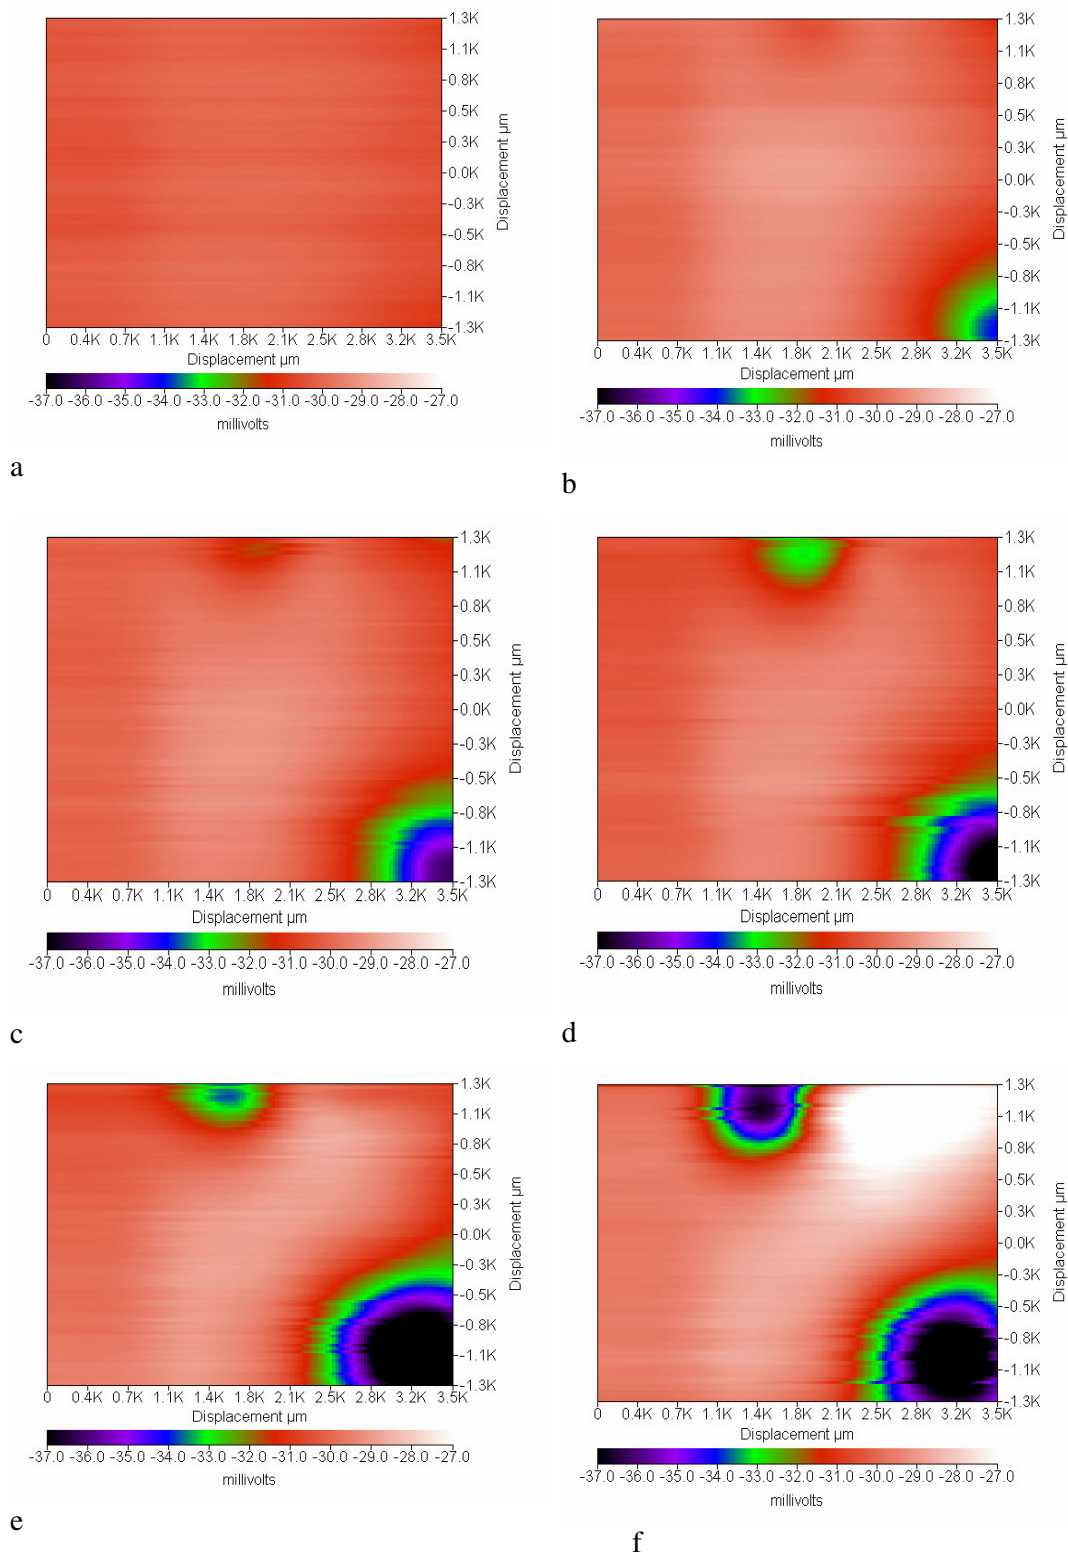 1.3K
1.1K
0.8K
0.5K
0.3K
0.0K
-0.3K
-0.5K
-0.8K
-1.1K
-1.3K
Displacement µm
0 0.4K 0.7K 1.1K 1.4K 1.8K 2.1K 2.5K 2.8K 3.2K 3.5K
Displacement µm
-37.0 -36.0 -35.0 -34.0 -33.0 -32.0 -31.0 -30.0 -29.0 -28.0 -27.0
millivolts
a
1.3K
1.1K
0.8K
0.5K
0.3K
0.0K
-0.3K
-0.5K
-0.8K
-1.1K
-1.3K
Displacement µm
0 0.4K 0.7K 1.1K 1.4K 1.8K 2.1K 2.5K 2.8K 3.2K 3.5K
Displacement µm
-37.0 -36.0 -35.0 -34.0 -33.0 -32.0 -31.0 -30.0 -29.0 -28.0 -27.0
millivolts
b
1.3K
1.1K
0.8K
0.5K
0.3K
0.0K
-0.3K
-0.5K
-0.8K
-1.1K
-1.3K
Displacement µm
0 0.4K 0.7K 1.1K 1.4K 1.8K 2.1K 2.5K 2.8K 3.2K 3.5K
Displacement µm
-37.0 -36.0 -35.0 -34.0 -33.0 -32.0 -31.0 -30.0 -29.0 -28.0 -27.0
millivolts
c
1.3K
1.1K
0.8K
0.5K
0.3K
0.0K
-0.3K
-0.5K
-0.8K
-1.1K
-1.3K
Displacement µm
0 0.4K 0.7K 1.1K 1.4K 1.8K 2.1K 2.5K 2.8K 3.2K 3.5K
Displacement µm
-37.0 -36.0 -35.0 -34.0 -33.0 -32.0 -31.0 -30.0 -29.0 -28.0 -27.0
millivolts
d
1.3K
1.1K
0.8K
0.5K
0.3K
0.0K
-0.3K
-0.5K
-0.8K
-1.1K
-1.3K
Displacement µm
0 0.4K 0.7K 1.1K 1.4K 1.8K 2.1K 2.5K 2.8K 3.2K 3.5K
Displacement µm
-37.0 -36.0 -35.0 -34.0 -33.0 -32.0 -31.0 -30.0 -29.0 -28.0 -27.0
millivolts
e
1.3K
1.1K
0.8K
0.5K
0.3K
0.0K
-0.3K
-0.5K
-0.8K
-1.1K
-1.3K
Displacement µm
0 0.4K 0.7K 1.1K 1.4K 1.8K 2.1K 2.5K 2.8K 3.2K 3.5K
Displacement µm
-37.0 -36.0 -35.0 -34.0 -33.0 -32.0 -31.0 -30.0 -29.0 -28.0 -27.0
millivolts
f